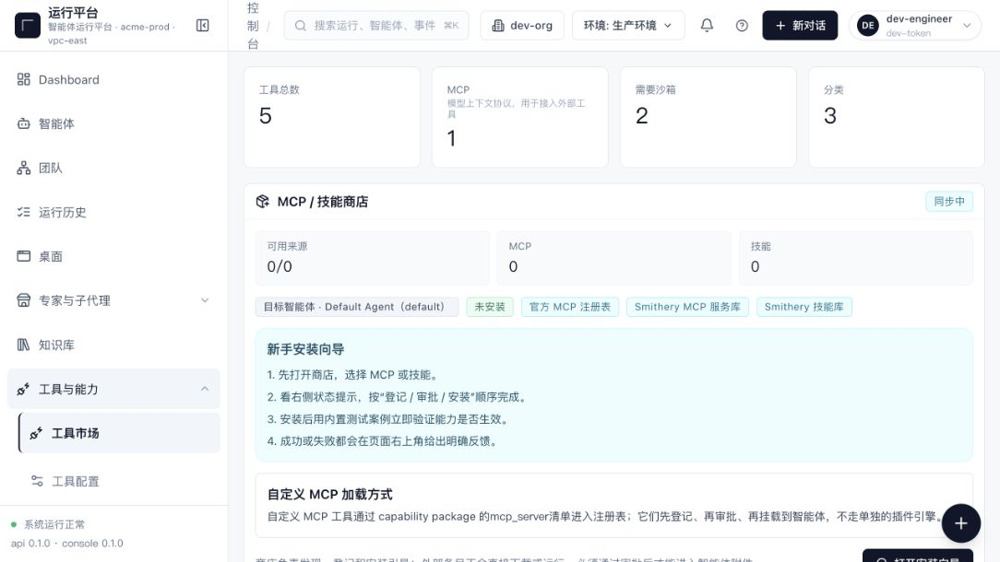 运行平台
智能体运行平台 · acme-prod ·
vpc-east
控
制
台
/
搜索运行、智能体、事件 ⌘K
dev-org
环境: 生产环境
新对话
DE
dev-engineer
dev-token
Dashboard
智能体
团队
运行历史
桌面
专家与子代理
知识库
工具与能力
工具市场
工具配置
系统运行正常
api 0.1.0 · console 0.1.0
工具总数
5
MCP
模型上下文协议，用于接入外部工
具
1
需要沙箱
2
分类
3
MCP / 技能商店
同步中
可用来源
0/0
MCP
0
技能
0
目标智能体 · Default Agent（default）
未安装
官方 MCP 注册表
Smithery MCP 服务库
Smithery 技能库
新手安装向导
1. 先打开商店，选择 MCP 或技能。
2. 看右侧状态提示，按“登记 / 审批 / 安装”顺序完成。
3. 安装后用内置测试案例立即验证能力是否生效。
4. 成功或失败都会在页面右上角给出明确反馈。
自定义 MCP 加载方式
自定义 MCP 工具通过 capability package 的mcp_server清单进入注册表；它们先登记、再审批、再挂载到智能体，不走单独的插件引擎。
打开安装向导